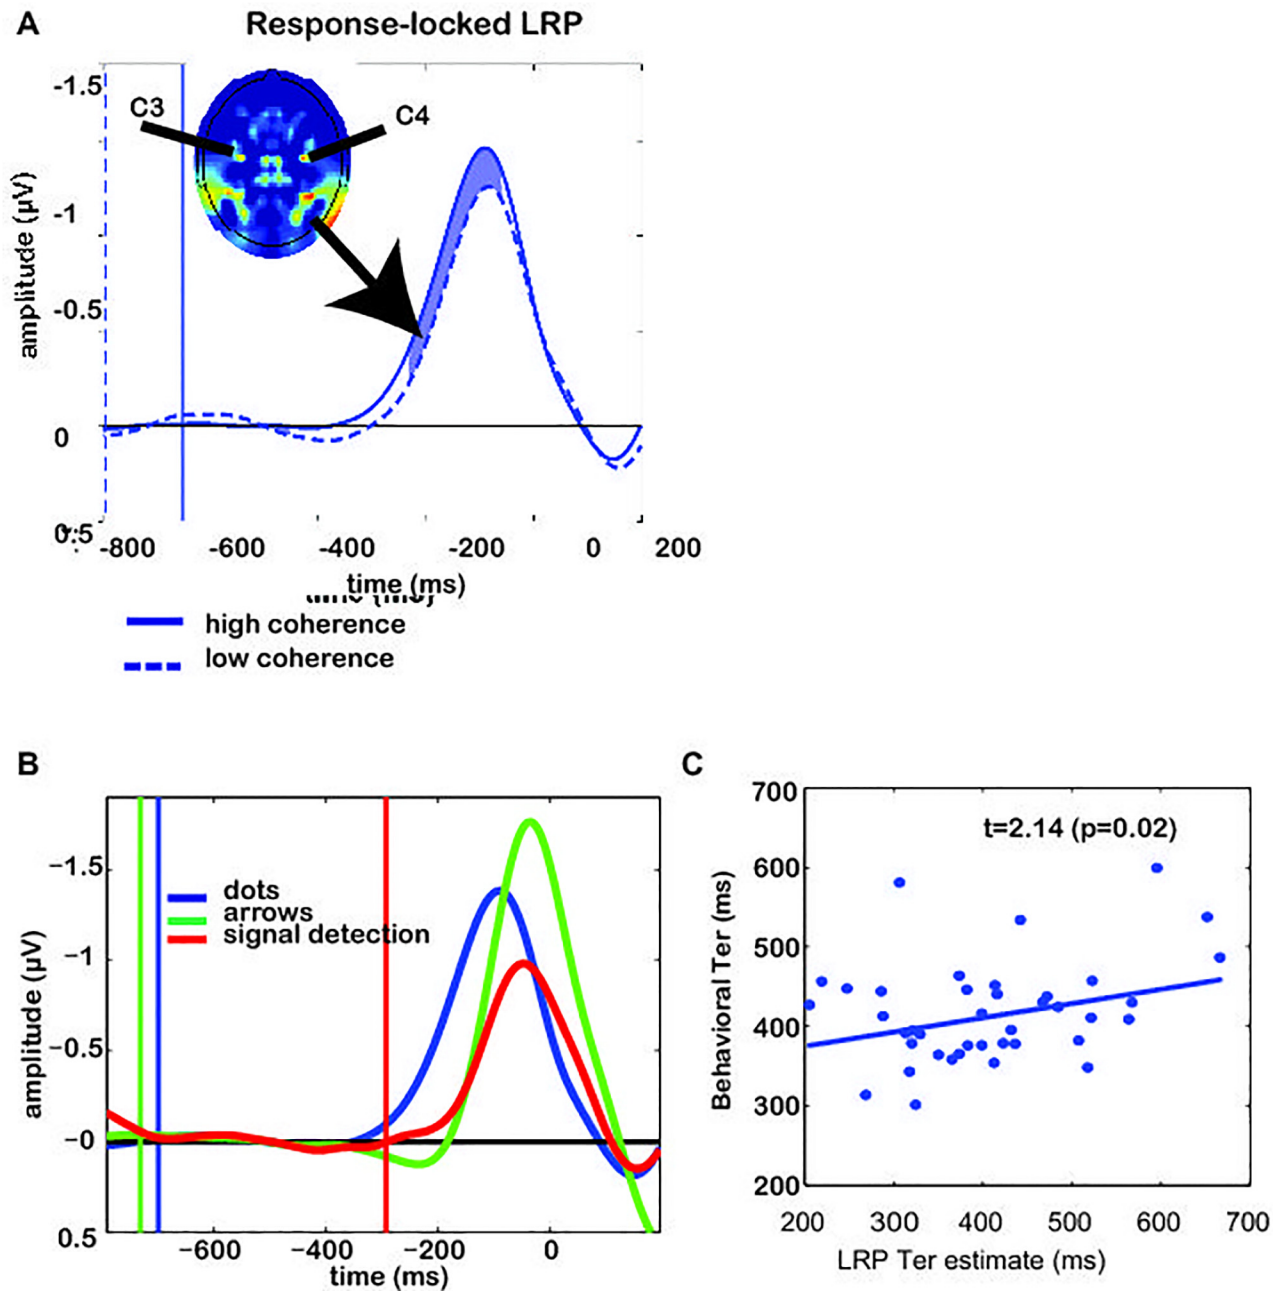 A
Response-locked LRP
-1.5
C3
C4
-1
-0.5
0
0.5
amplitude (µV)
-800 -600 -400 -200 0 200
time (ms)
high coherence
low coherence
B
−1.5
−1
−0.5
−0
0.5
amplitude (µV)
dots
arrows
signal detection
−600 −400 −200 0
time (ms)
C
700
600
500
400
300
200
Behavioral Ter (ms)
t=2.14 (p=0.02)
200 300 400 500 600 700
LRP Ter estimate (ms)